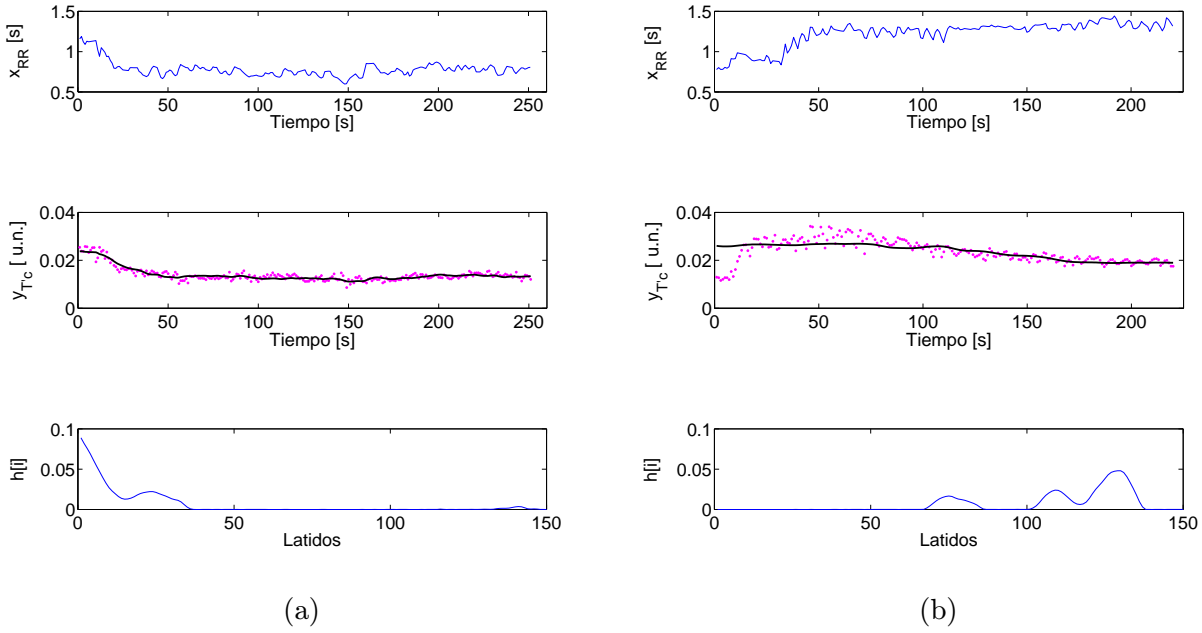 1.5
1
0.5
x_RR [s]
0 50 100 150 200 250
Tiempo [s]
0.04
0.02
0
y_T'c [ u.n.]
0 50 100 150 200 250
Tiempo [s]
0.1
0.05
0
h[i]
0 50 100 150
Latidos
(a)
1.5
1
0.5
x_RR [s]
0 50 100 150 200
Tiempo [s]
0.04
0.02
0
y_T'c [ u.n.]
0 50 100 150 200
Tiempo [s]
0.1
0.05
0
h[i]
0 50 100 150
Latidos
(b)